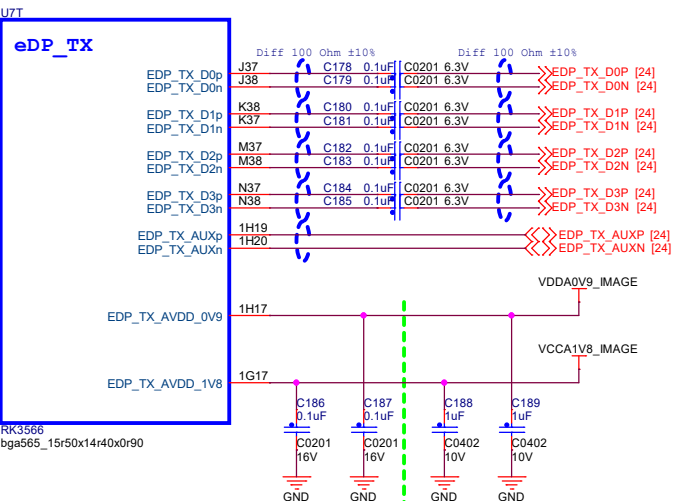 U7T
eDP_TX
Diff 100 Ohm ±10% Diff 100 Ohm ±10%
EDP_TX_D0p J37 C178 0.1uF C0201 6.3V EDP_TX_D0P [24]
EDP_TX_D0n J38 C179 0.1uF C0201 6.3V EDP_TX_D0N [24]
EDP_TX_D1p K38 C180 0.1uF C0201 6.3V EDP_TX_D1P [24]
EDP_TX_D1n K37 C181 0.1uF C0201 6.3V EDP_TX_D1N [24]
EDP_TX_D2p M37 C182 0.1uF C0201 6.3V EDP_TX_D2P [24]
EDP_TX_D2n M38 C183 0.1uF C0201 6.3V EDP_TX_D2N [24]
EDP_TX_D3p N37 C184 0.1uF C0201 6.3V EDP_TX_D3P [24]
EDP_TX_D3n N38 C185 0.1uF C0201 6.3V EDP_TX_D3N [24]
EDP_TX_AUXp 1H19 EDP_TX_AUXP [24]
EDP_TX_AUXn 1H20 EDP_TX_AUXN [24]
VDDA0V9_IMAGE
EDP_TX_AVDD_0V9 1H17
VCCA1V8_IMAGE
EDP_TX_AVDD_1V8 1G17
C186 C187 C188 C189
0.1uF 0.1uF 1uF 1uF
RK3566
bga565_15r50x14r40x0r90
C0201 C0201 C0402 C0402
16V 16V 10V 10V
GND GND GND GND